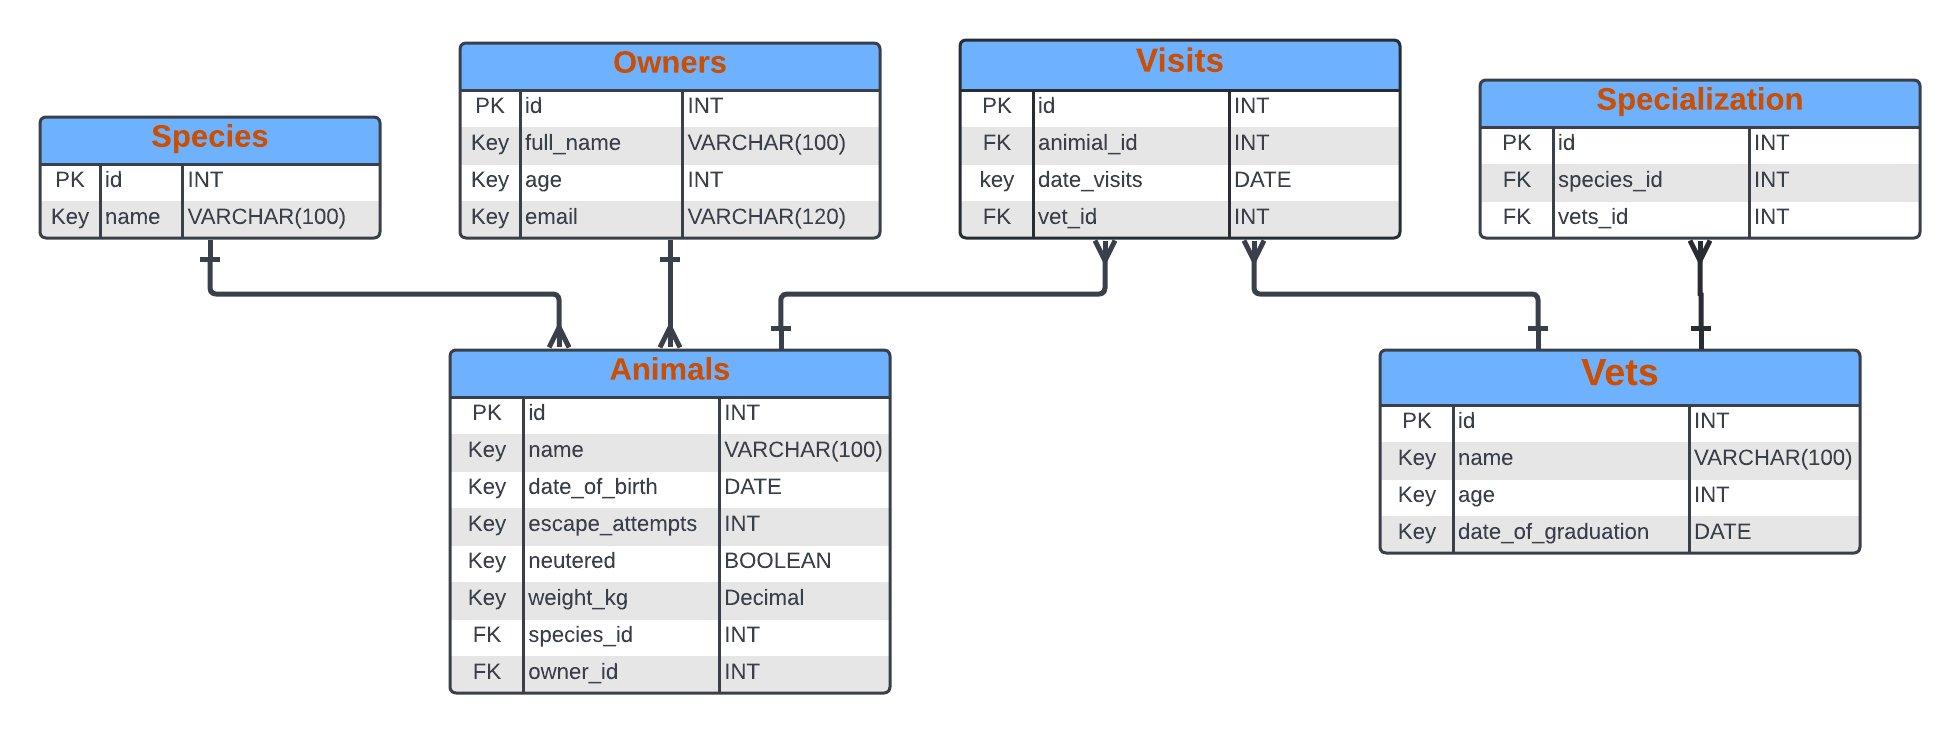 Species
PK id INT
Key name VARCHAR(100)
Owners
PK id INT
Key full_name VARCHAR(100)
Key age INT
Key email VARCHAR(120)
Visits
PK id INT
FK animial_id INT
key date_visits DATE
FK vet_id INT
Specialization
PK id INT
FK species_id INT
FK vets_id INT
Animals
PK id INT
Key name VARCHAR(100)
Key date_of_birth DATE
Key escape_attempts INT
Key neutered BOOLEAN
Key weight_kg Decimal
FK species_id INT
FK owner_id INT
Vets
PK id INT
Key name VARCHAR(100)
Key age INT
Key date_of_graduation DATE